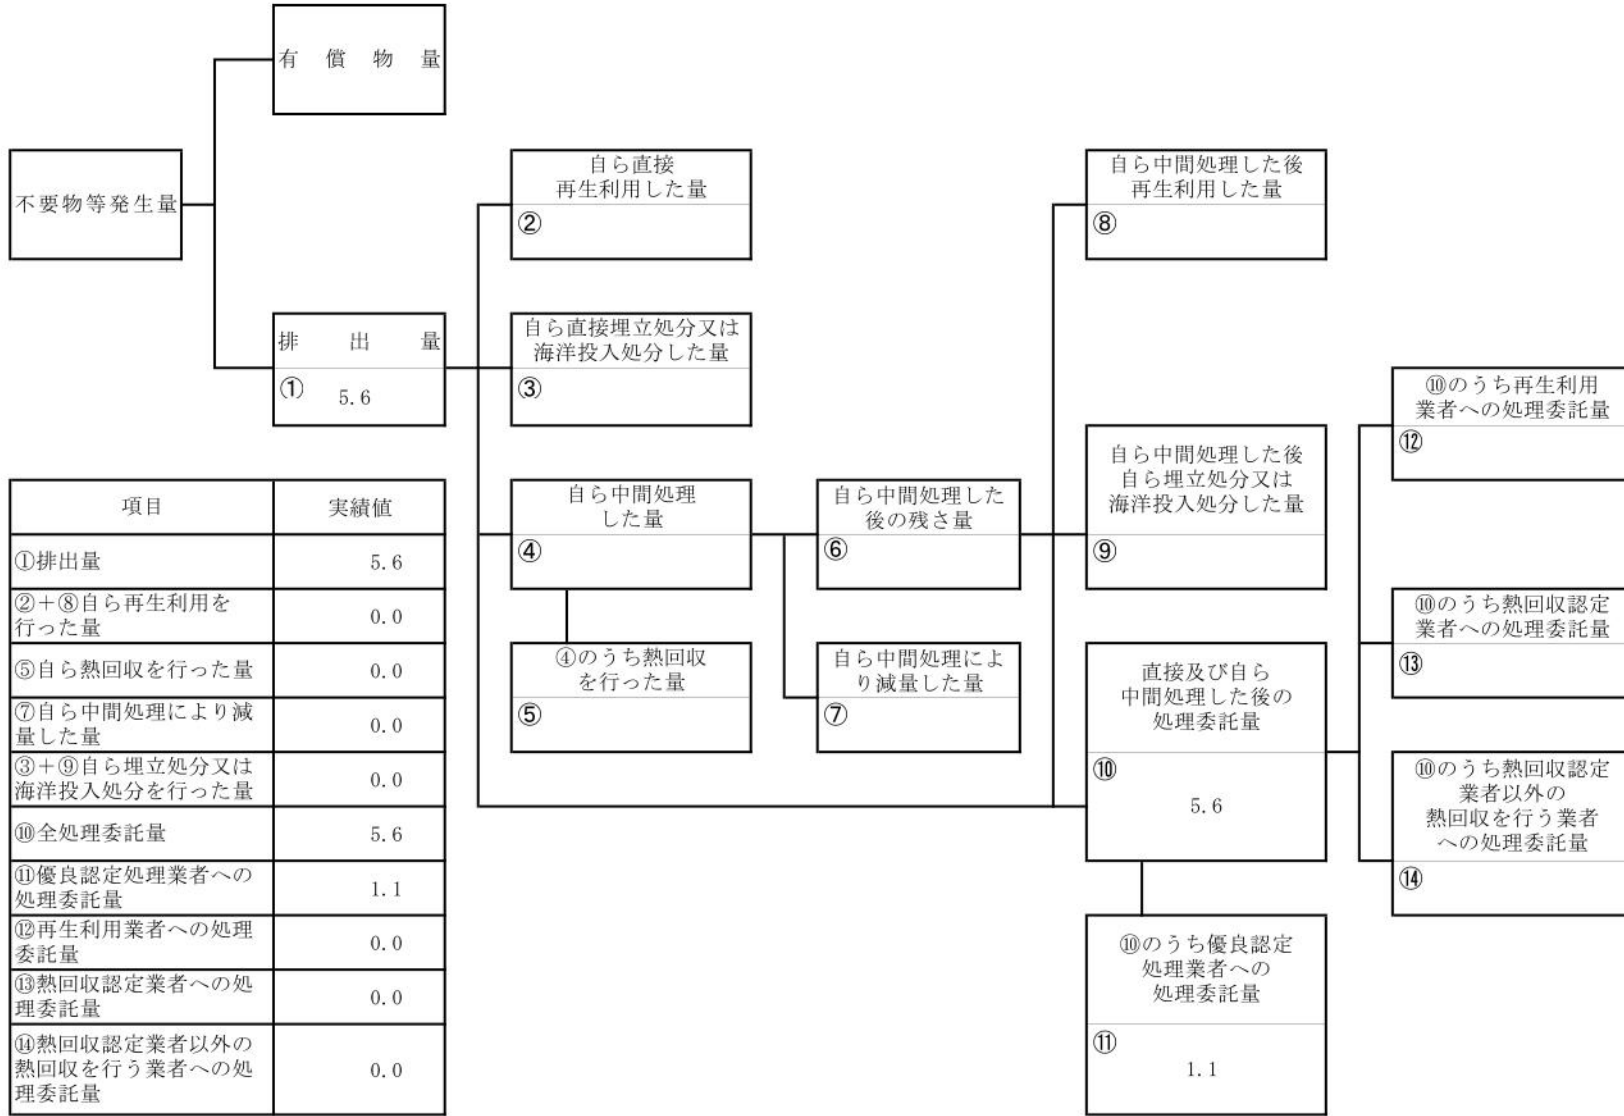 有償物量
不要物等発生量
排出量
①
5.6
自ら直接
再生利用した量
②
自ら直接埋立処分又は
海洋投入処分した量
③
自ら中間処理
した量
④
④のうち熱回収
を行った量
⑤
自ら中間処理した
後の残さ量
⑥
自ら中間処理によ
り減量した量
⑦
自ら中間処理した後
再生利用した量
⑧
自ら中間処理した後
自ら埋立処分又は
海洋投入処分した量
⑨
直接及び自ら
中間処理した後の
処理委託量
⑩
5.6
⑩のうち優良認定
処理業者への
処理委託量
⑪
1.1
⑩のうち再生利用
業者への処理委託量
⑫
⑩のうち熱回収認定
業者への処理委託量
⑬
⑩のうち熱回収認定
業者以外の
熱回収を行う業者
への処理委託量
⑭
項目 実績値
①排出量 5.6
②+⑧自ら再生利用を
行った量 0.0
⑤自ら熱回収を行った量 0.0
⑦自ら中間処理により減
量した量 0.0
③+⑨自ら埋立処分又は
海洋投入処分を行った量 0.0
⑩全処理委託量 5.6
⑪優良認定処理業者への
処理委託量 1.1
⑫再生利用業者への処理
委託量 0.0
⑬熱回収認定業者への処
理委託量 0.0
⑭熱回収認定業者以外の
熱回収を行う業者への処
理委託量 0.0